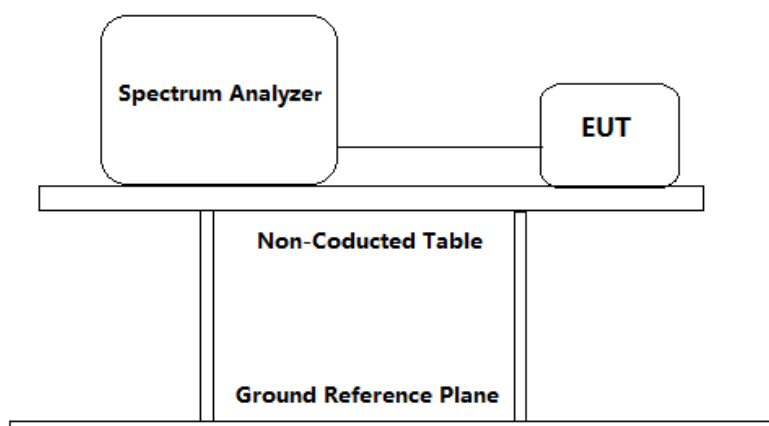 Spectrum Analyzer
EUT
Non-Coducted Table
Ground Reference Plane